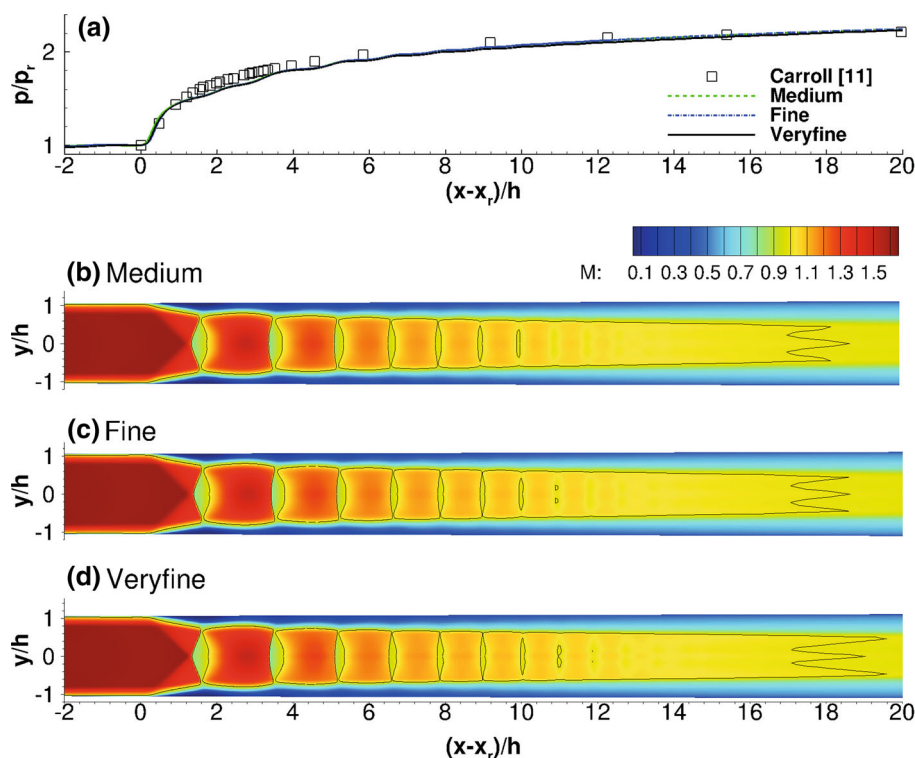 (a)
p/p_r
2
1
Carroll [11]
Medium
Fine
Veryfine
-2 0 2 4 6 8 10 12 14 16 18 20
(x-x_r)/h
M: 0.1 0.3 0.5 0.7 0.9 1.1 1.3 1.5
(b) Medium
y/h
1
0
-1
(c) Fine
y/h
1
0
-1
(d) Veryfine
y/h
1
0
-1
-2 0 2 4 6 8 10 12 14 16 18 20
(x-x_r)/h